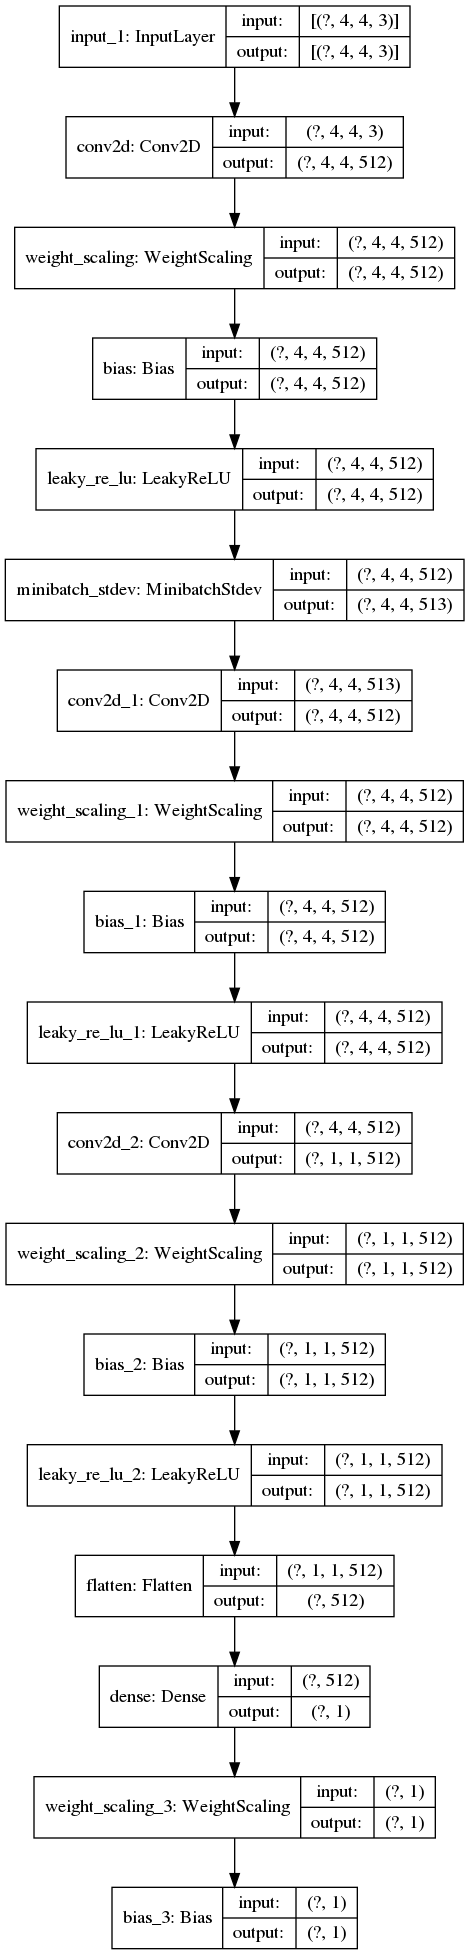 input_1: InputLayer
input: [(?, 4, 4, 3)]
output: [(?, 4, 4, 3)]
conv2d: Conv2D
input: (?, 4, 4, 3)
output: (?, 4, 4, 512)
weight_scaling: WeightScaling
input: (?, 4, 4, 512)
output: (?, 4, 4, 512)
bias: Bias
input: (?, 4, 4, 512)
output: (?, 4, 4, 512)
leaky_re_lu: LeakyReLU
input: (?, 4, 4, 512)
output: (?, 4, 4, 512)
minibatch_stdev: MinibatchStdev
input: (?, 4, 4, 512)
output: (?, 4, 4, 513)
conv2d_1: Conv2D
input: (?, 4, 4, 513)
output: (?, 4, 4, 512)
weight_scaling_1: WeightScaling
input: (?, 4, 4, 512)
output: (?, 4, 4, 512)
bias_1: Bias
input: (?, 4, 4, 512)
output: (?, 4, 4, 512)
leaky_re_lu_1: LeakyReLU
input: (?, 4, 4, 512)
output: (?, 4, 4, 512)
conv2d_2: Conv2D
input: (?, 4, 4, 512)
output: (?, 1, 1, 512)
weight_scaling_2: WeightScaling
input: (?, 1, 1, 512)
output: (?, 1, 1, 512)
bias_2: Bias
input: (?, 1, 1, 512)
output: (?, 1, 1, 512)
leaky_re_lu_2: LeakyReLU
input: (?, 1, 1, 512)
output: (?, 1, 1, 512)
flatten: Flatten
input: (?, 1, 1, 512)
output: (?, 512)
dense: Dense
input: (?, 512)
output: (?, 1)
weight_scaling_3: WeightScaling
input: (?, 1)
output: (?, 1)
bias_3: Bias
input: (?, 1)
output: (?, 1)